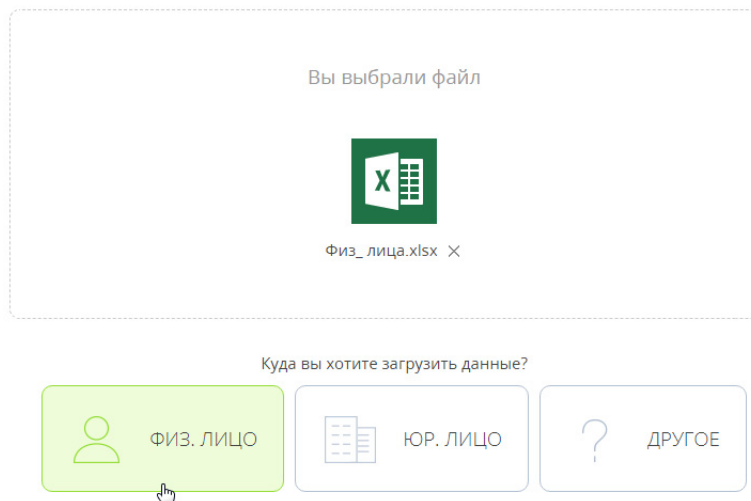 Вы выбрали файл
X
Физ_ лица.xlsx
Куда вы хотите загрузить данные?
ФИЗ. ЛИЦО
ЮР. ЛИЦО
ДРУГОЕ